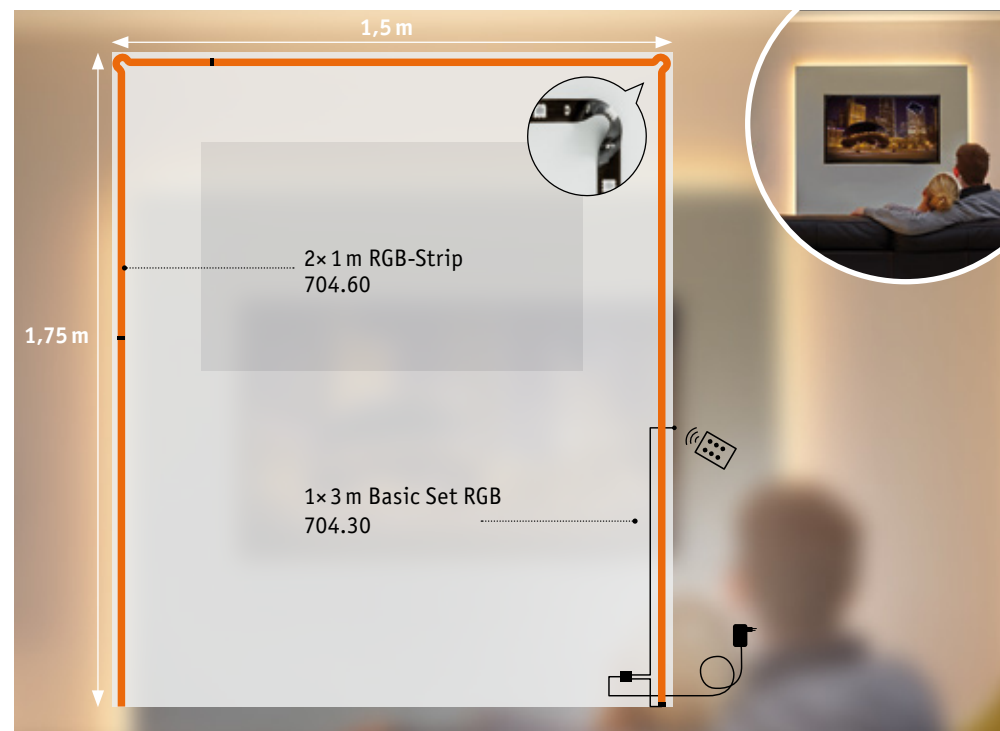 1,5 m
2× 1 m RGB-Strip
704.60
1,75 m
1× 3 m Basic Set RGB
704.30